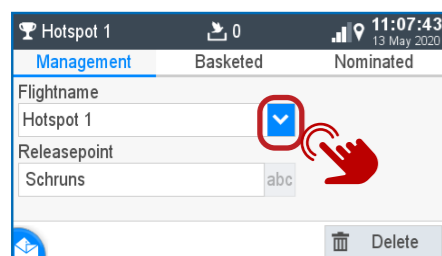 Hotspot 1 0 11:07:43
13 May 2020
Management Basketed Nominated
Flightname
Hotspot 1
Releasepoint
Schruns abc
Delete